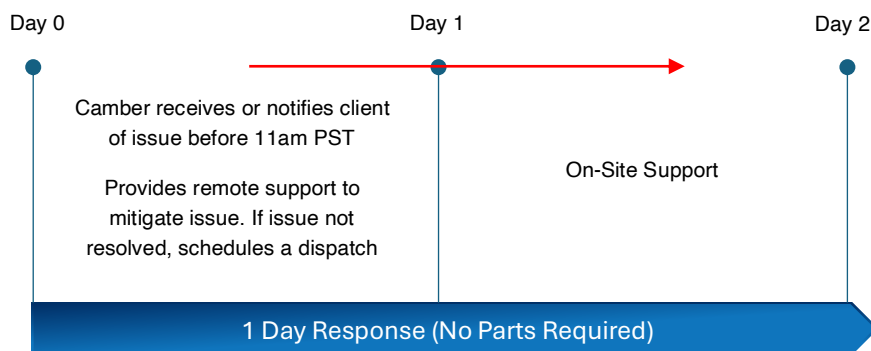 Day 0
Day 1
Day 2
Camber receives or notifies client
of issue before 11am PST
Provides remote support to
mitigate issue. If issue not
resolved, schedules a dispatch
On-Site Support
1 Day Response (No Parts Required)